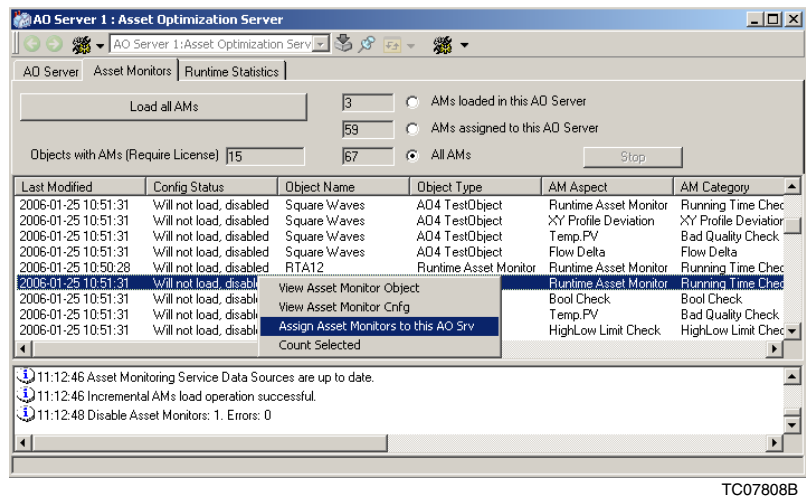 AO Server 1 : Asset Optimization Server
AO Server 1:Asset Optimization Serv
AO Server Asset Monitors Runtime Statistics
Load all AMs 3 AMs loaded in this AO Server
59 AMs assigned to this AO Server
Objects with AMs (Require License) 15 67 All AMs Stop
Last Modified Config Status Object Name Object Type AM Aspect AM Category
2006-01-25 10:51:31 Will not load, disabled Square Waves AO4 TestObject Runtime Asset Monitor Running Time Chec
2006-01-25 10:51:31 Will not load, disabled Square Waves AO4 TestObject XY Profile Deviation XY Profile Deviation
2006-01-25 10:51:31 Will not load, disabled Square Waves AO4 TestObject Temp.PV Bad Quality Check
2006-01-25 10:51:31 Will not load, disabled Square Waves AO4 TestObject Flow Delta Flow Delta
2006-01-25 10:50:28 Will not load, disabled RTA12 Runtime Asset Monitor Runtime Asset Monitor Running Time Chec
2006-01-25 10:51:31 Will not load, disable Runtime Asset Monitor Running Time Chec
2006-01-25 10:51:31 Will not load, disabl Bool Check Bool Check
2006-01-25 10:51:31 Will not load, disabl Temp.PV Bad Quality Check
2006-01-25 10:51:31 Will not load, disabl HighLow Limit Check HighLow Limit Chec
View Asset Monitor Object
View Asset Monitor Cnfg
Assign Asset Monitors to this AO Srv
Count Selected
11:12:46 Asset Monitoring Service Data Sources are up to date.
11:12:46 Incremental AMs load operation successful.
11:12:48 Disable Asset Monitors: 1. Errors: 0
TC07808B